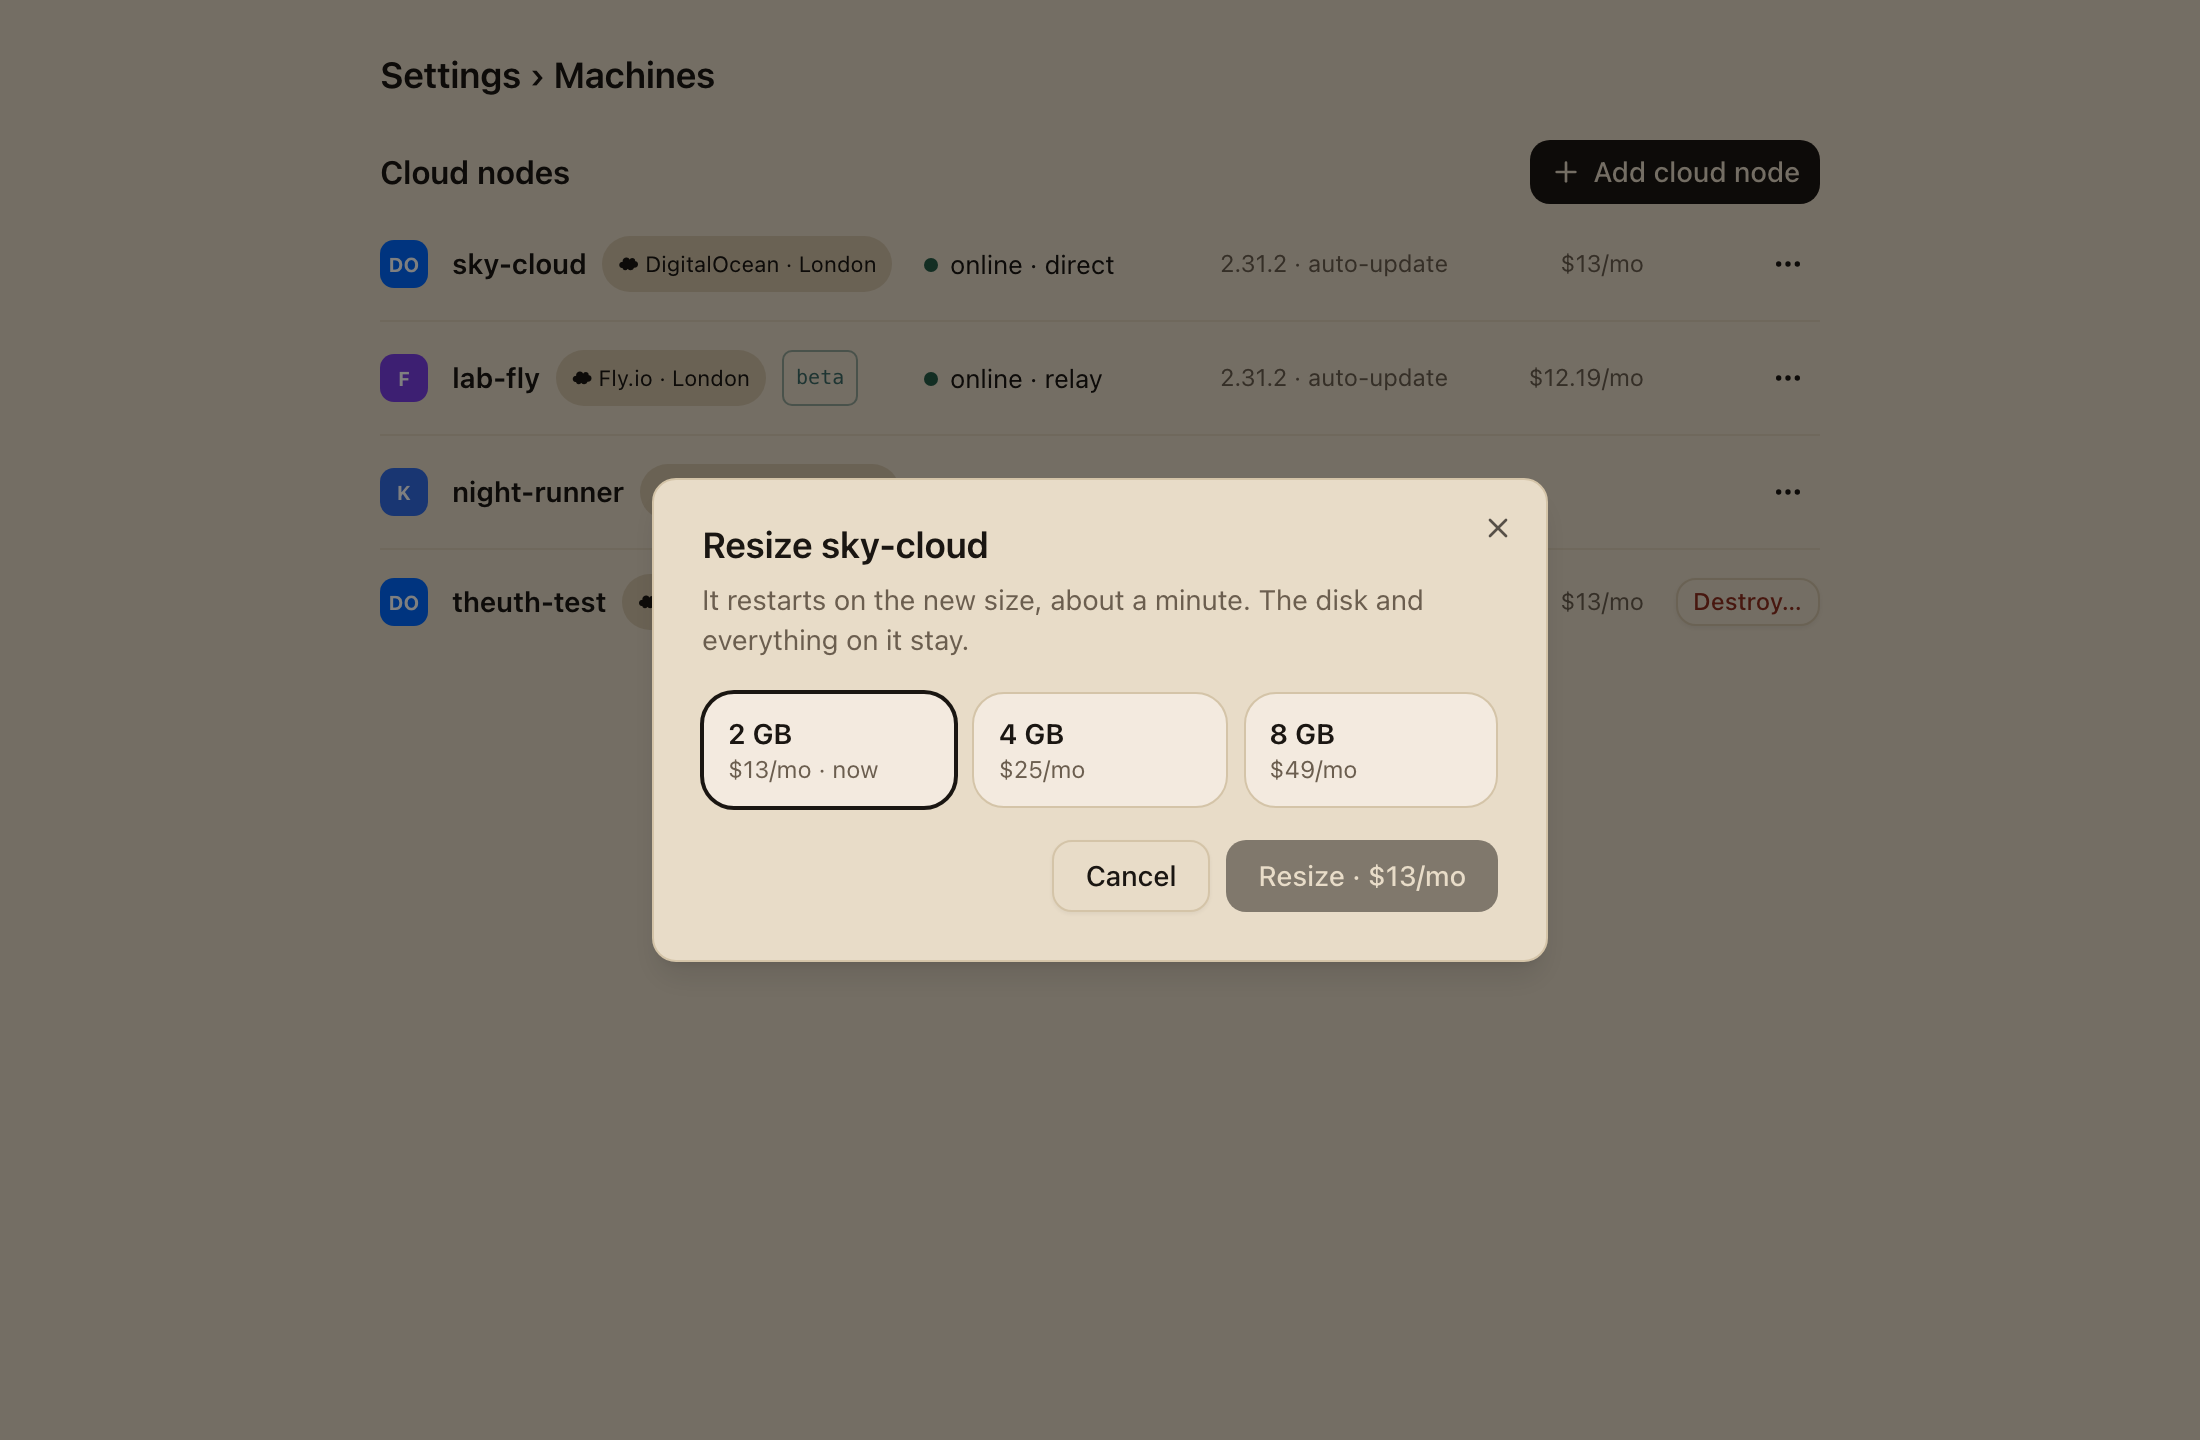 Settings › Machines
Cloud nodes
Add cloud node
DO sky-cloud DigitalOcean · London online · direct 2.31.2 · auto-update $13/mo
F lab-fly Fly.io · London beta online · relay 2.31.2 · auto-update $12.19/mo
K night-runner
DO theuth-test $13/mo Destroy...
Resize sky-cloud
It restarts on the new size, about a minute. The disk and
everything on it stay.
2 GB 4 GB 8 GB
$13/mo · now $25/mo $49/mo
Cancel Resize · $13/mo